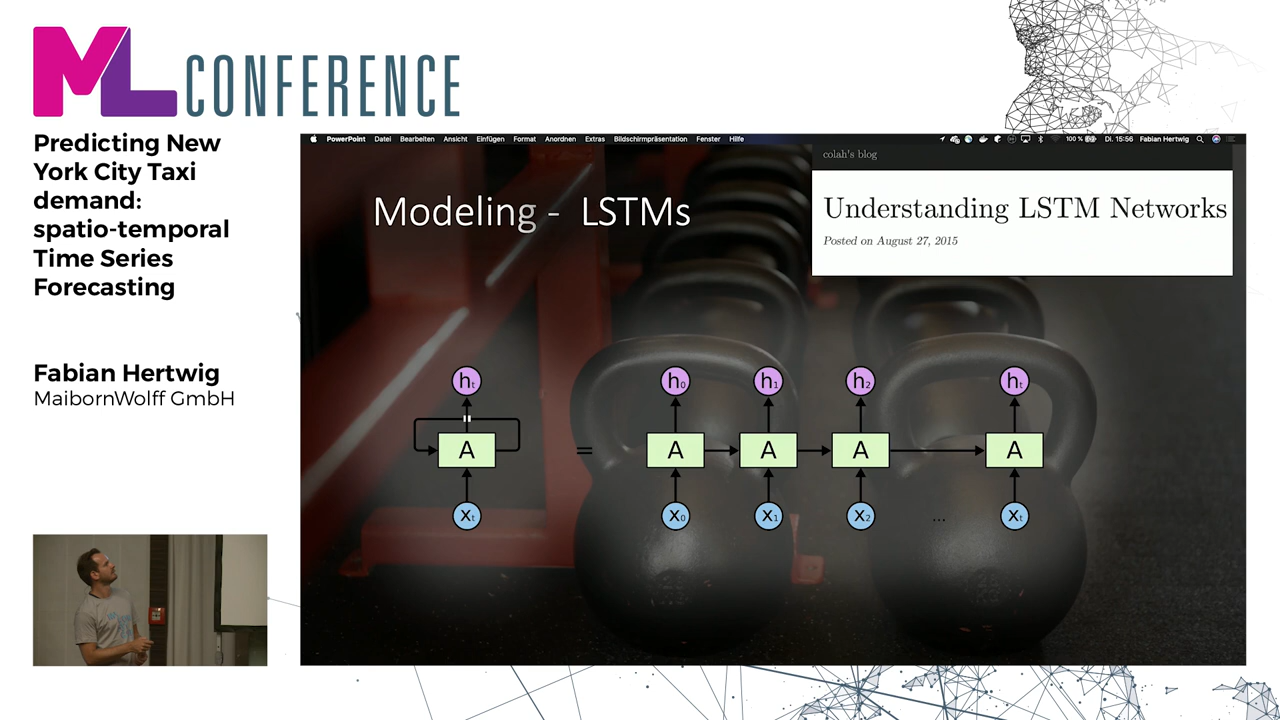 ML CONFERENCE
Predicting New
York City Taxi
demand:
spatio-temporal
Time Series
Forecasting
Fabian Hertwig
MaibornWolff GmbH
PowerPoint Datei Bearbeiten Ansicht Einfügen Format Anordnen Extras Bildschirmpräsentation Fenster Hilfe 100 % Di. 15:56 Fabian Hertwig
colah's blog
Modeling - LSTMs
Understanding LSTM Networks
Posted on August 27, 2015
ht h0 h1 h2 ht
A = A A A A
xt x0 x1 x2 ... xt